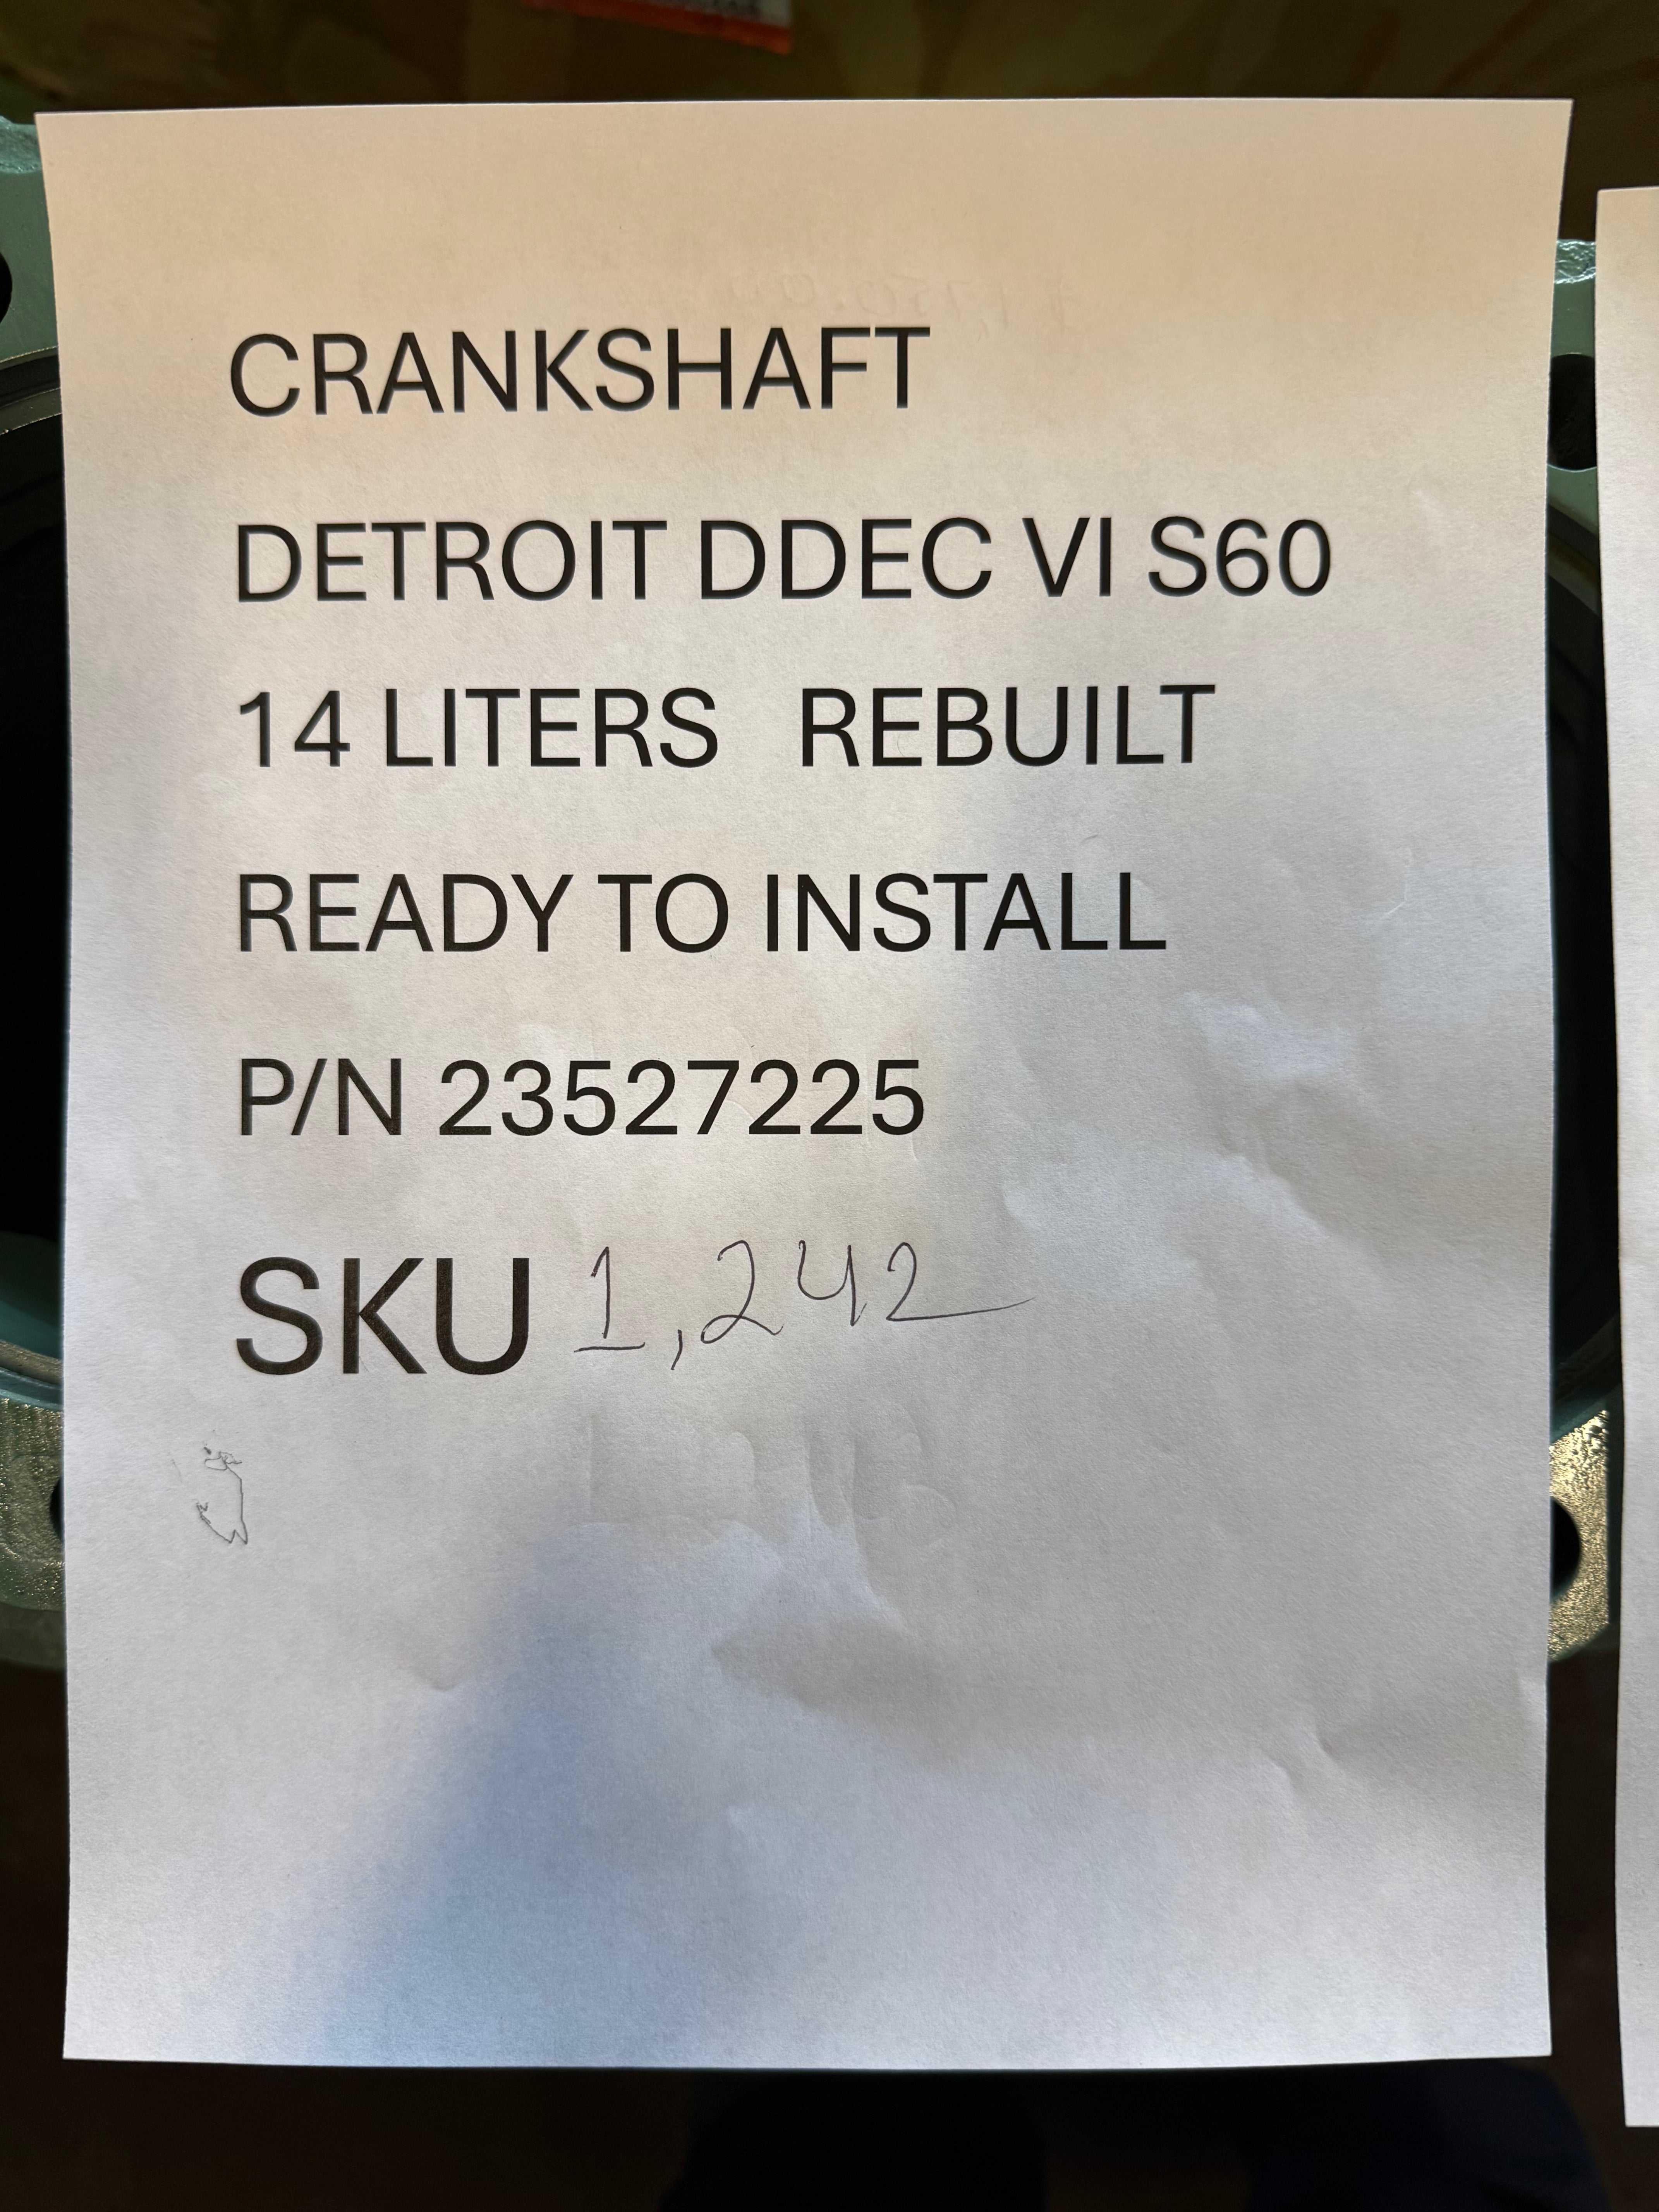 CRANKSHAFT
DETROIT DDEC VI S60
14 LITERS REBUILT
READY TO INSTALL
P/N 23527225
SKU 1,242